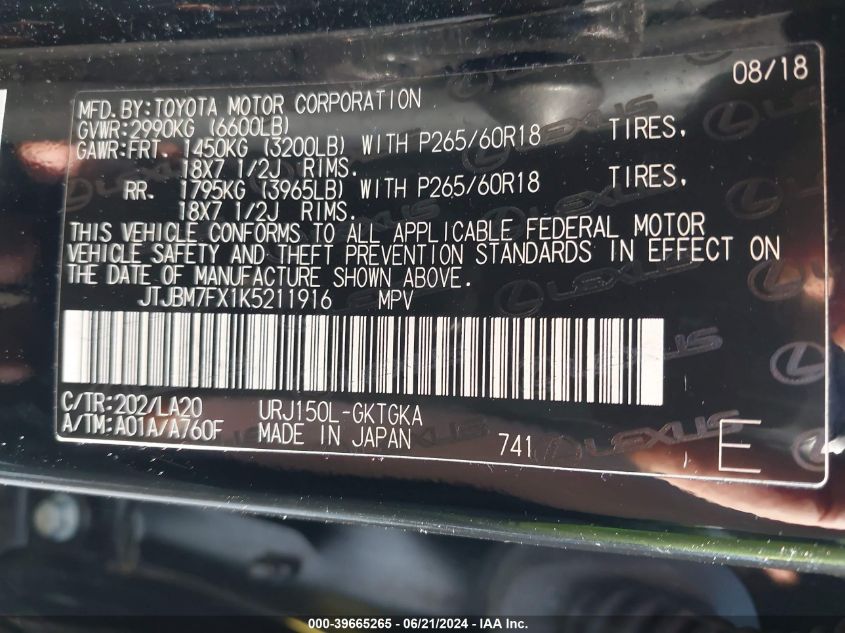 08/18
MFD. BY:TOYOTA MOTOR CORPORATION
GVWR:2990KG (6600LB)
GAWR:FRT. 1450KG (3200LB) WITH P265/60R18 TIRES,
18X7 1/2J RIMS.
RR. 1795KG (3965LB) WITH P265/60R18 TIRES,
18X7 1/2J RIMS.
THIS VEHICLE CONFORMS TO ALL APPLICABLE FEDERAL MOTOR
VEHICLE SAFETY AND THEFT PREVENTION STANDARDS IN EFFECT ON
THE DATE OF MANUFACTURE SHOWN ABOVE.
JTJBM7FX1K5211916 MPV
C/TR:202/LA20 URJ150L-GKTGKA
A/TM:A01A/A760F MADE IN JAPAN 741 E
LEXUS
000-39665265 - 06/21/2024 - IAA Inc.